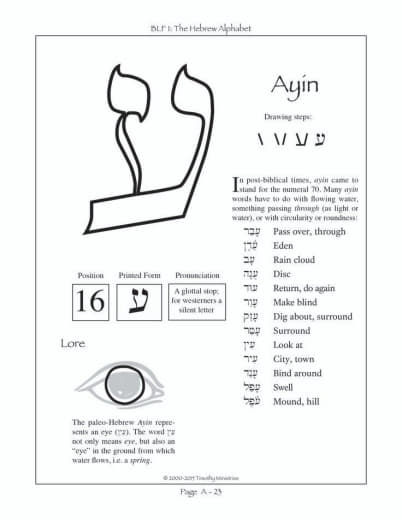 BLF I: The Hebrew Alphabet
ע
Ayin
Drawing steps:
ע
In post-biblical times, ayin came to
stand for the numeral 70. Many ayin
words have to do with flowing water,
something passing through (as light or
water), or with circularity or roundness:
עָבַר Pass over, through
עֵדֶן Eden
עָב Rain cloud
Disc
עוּד Return, do again
עָוַר Make blind
עָזַק Dig about, surround
עָטַר Surround
עַיִן Look at
עִיר City, town
עָנַד Bind around
עָפַל Swell
עֹפֶל Mound, hill
Position
16
Printed Form
ע
Pronunciation
A glottal stop;
for westerners a
silent letter
Lore
The paleo-Hebrew Ayin repre-
sents an eye (עַיִן). The word עַיִן
not only means eye, but also an
"eye" in the ground from which
water flows, i.e. a spring.
© 2000-2015 Timothy Ministries
Page A - 23